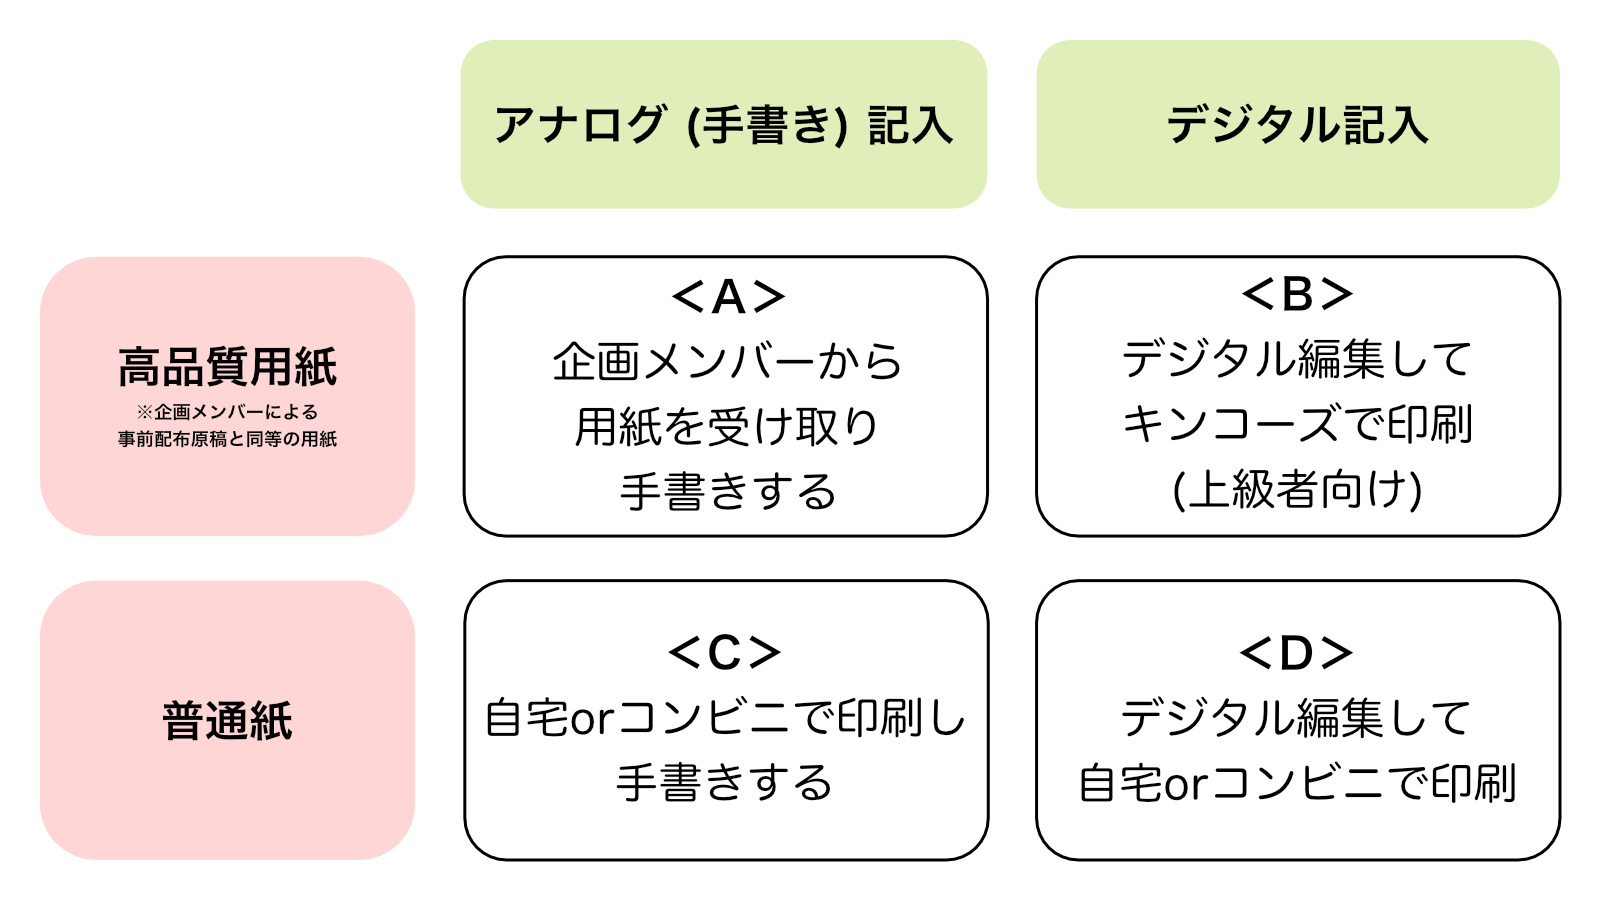 アナログ (手書き) 記入
デジタル記入
高品質用紙
※企画メンバーによる
事前配布原稿と同等の用紙
＜A＞
企画メンバーから
用紙を受け取り
手書きする
＜B＞
デジタル編集して
キンコーズで印刷
(上級者向け)
普通紙
＜C＞
自宅orコンビニで印刷し
手書きする
＜D＞
デジタル編集して
自宅orコンビニで印刷